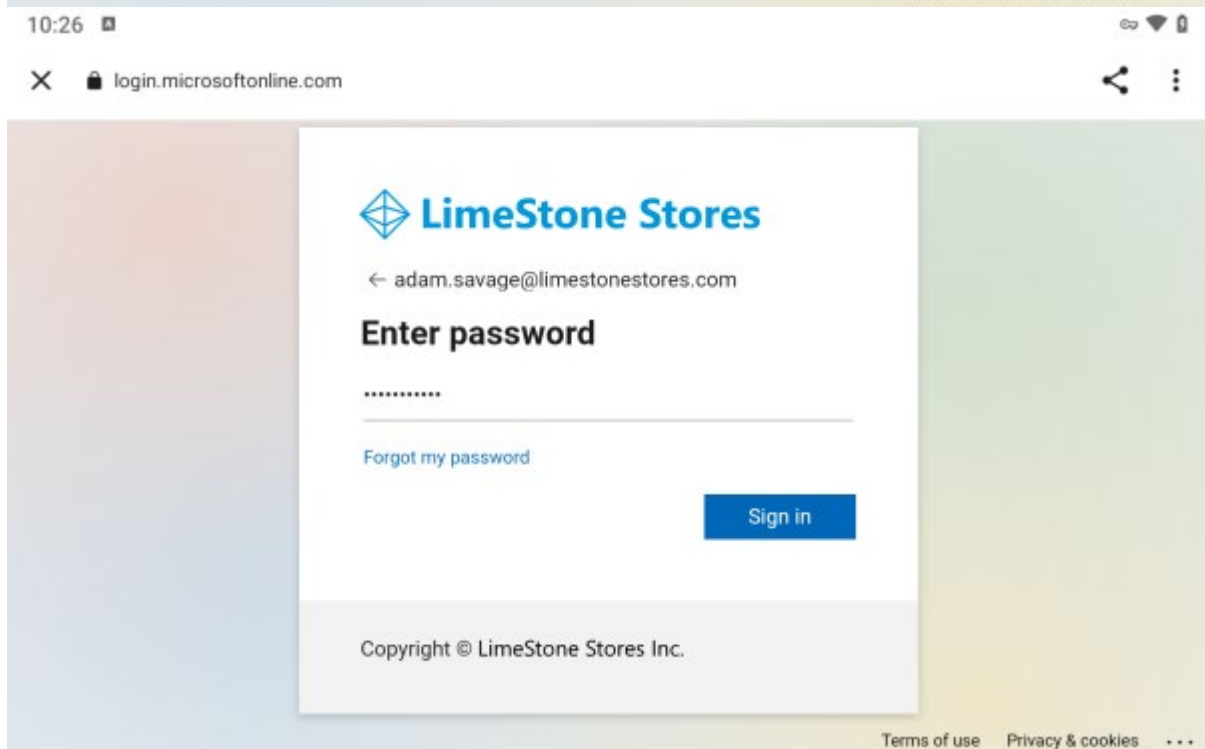 10:26
login.microsoftonline.com
LimeStone Stores
← adam.savage@limestonestores.com
Enter password
•••••••••••
Forgot my password
Sign in
Copyright © LimeStone Stores Inc.
Terms of use Privacy & cookies ...